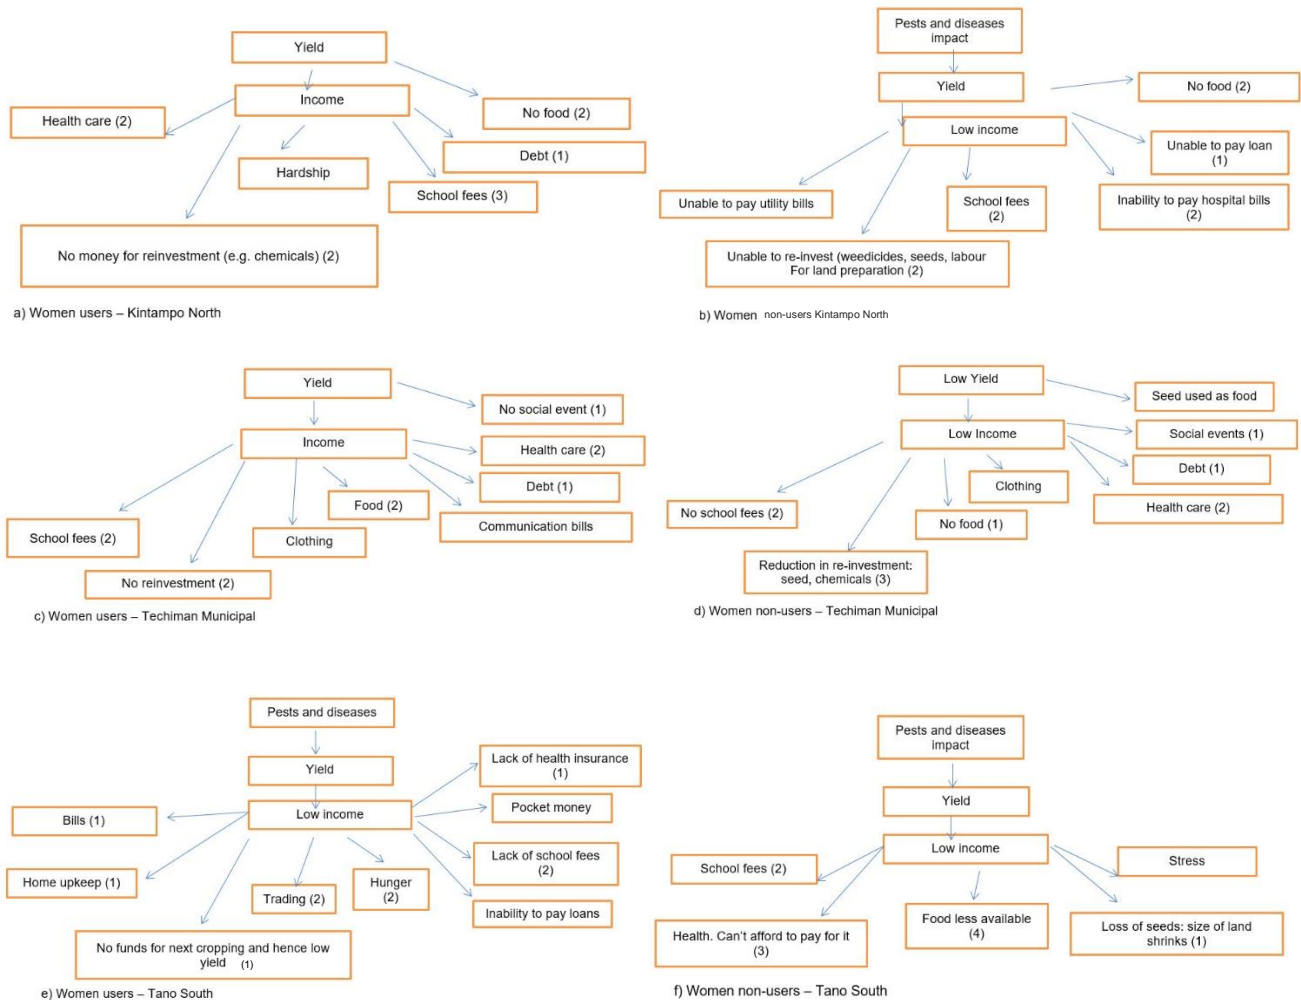 Yield
Income
Health care (2)
No food (2)
Debt (1)
Hardship
School fees (3)
No money for reinvestment (e.g. chemicals) (2)
a) Women users – Kintampo North
Pests and diseases
impact
Yield
No food (2)
Low income
Unable to pay loan
(1)
Unable to pay utility bills
School fees
(2)
Inability to pay hospital bills
(2)
Unable to re-invest (weedicides, seeds, labour
For land preparation (2)
b) Women non-users Kintampo North
Yield
No social event (1)
Income
Health care (2)
Debt (1)
Food (2)
Communication bills
School fees (2)
Clothing
No reinvestment (2)
c) Women users – Techiman Municipal
Low Yield
Seed used as food
Low Income
Social events (1)
Debt (1)
Clothing
Health care (2)
No school fees (2)
No food (1)
Reduction in re-investment:
seed, chemicals (3)
d) Women non-users – Techiman Municipal
Pests and diseases
Yield
Lack of health insurance
(1)
Low income
Pocket money
Bills (1)
Lack of school fees
(2)
Home upkeep (1)
Trading (2)
Hunger
(2)
Inability to pay loans
No funds for next cropping and hence low
yield (1)
e) Women users – Tano South
Pests and diseases
impact
Yield
Low income
School fees (2)
Stress
Food less available
(4)
Health. Can't afford to pay for it
(3)
Loss of seeds: size of land
shrinks (1)
f) Women non-users – Tano South